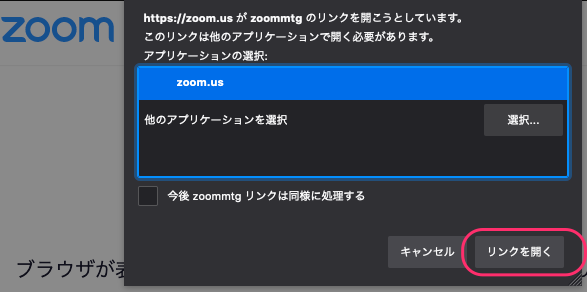 zoom
https://zoom.us が zoommtg のリンクを開こうとしています。
このリンクは他のアプリケーションで開く必要があります。
アプリケーションの選択:
zoom.us
他のアプリケーションを選択
選択...
今後 zoommtg リンクは同様に処理する
キャンセル
リンクを開く
ブラウザが